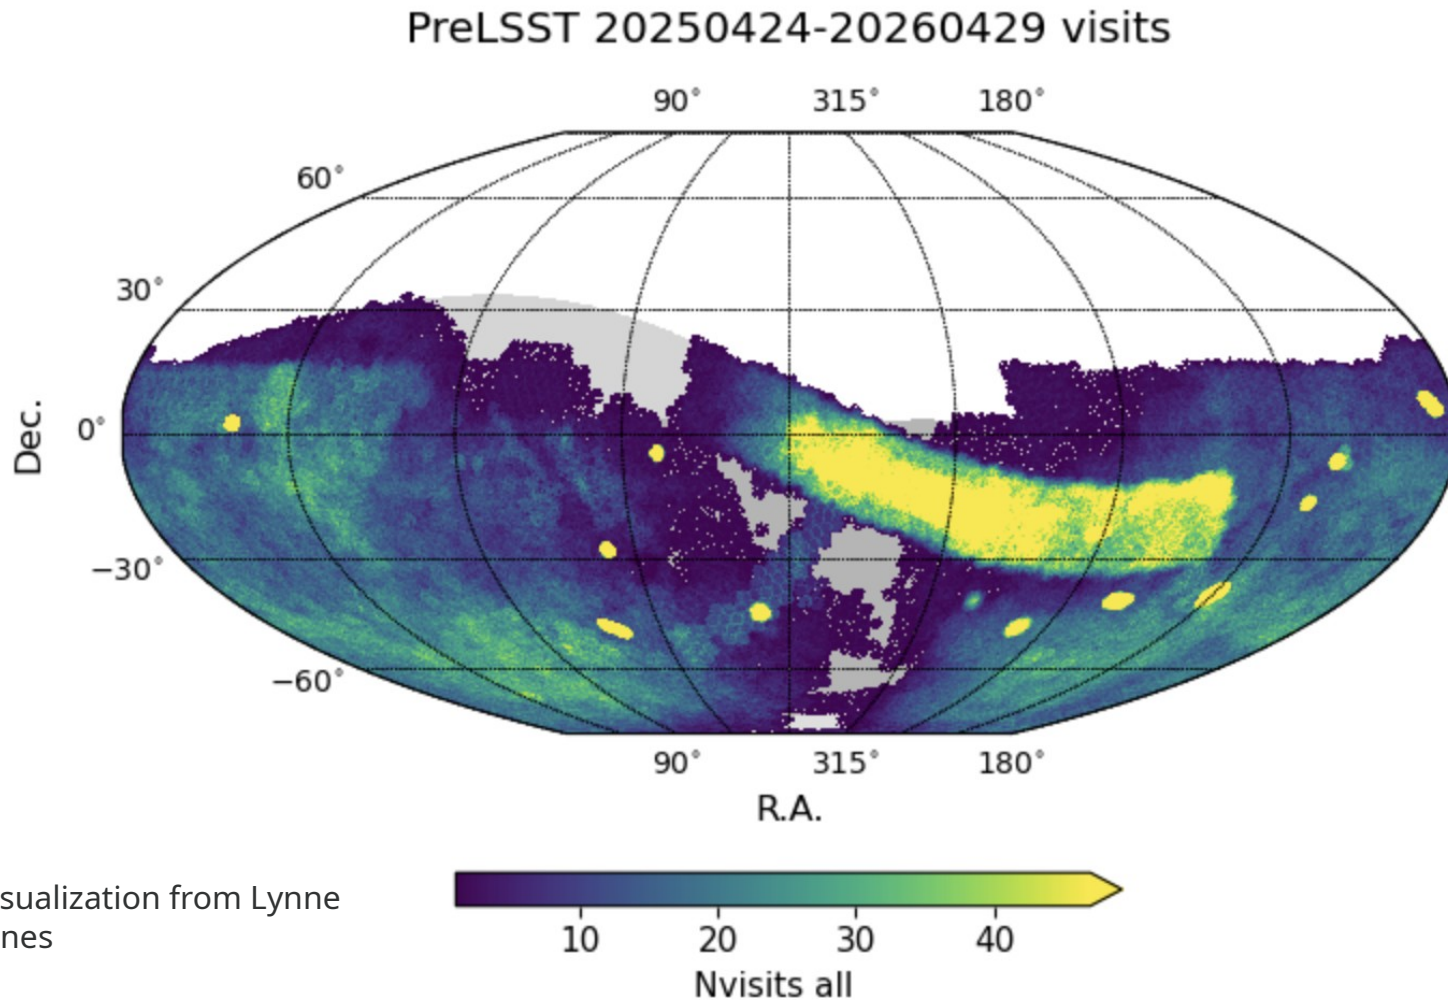 PreLSST 20250424-20260429 visits
90° 315° 180°
60°
30°
0°
−30°
−60°
Dec.
90° 315° 180°
R.A.
sualization from Lynne
nes
10 20 30 40
Nvisits all